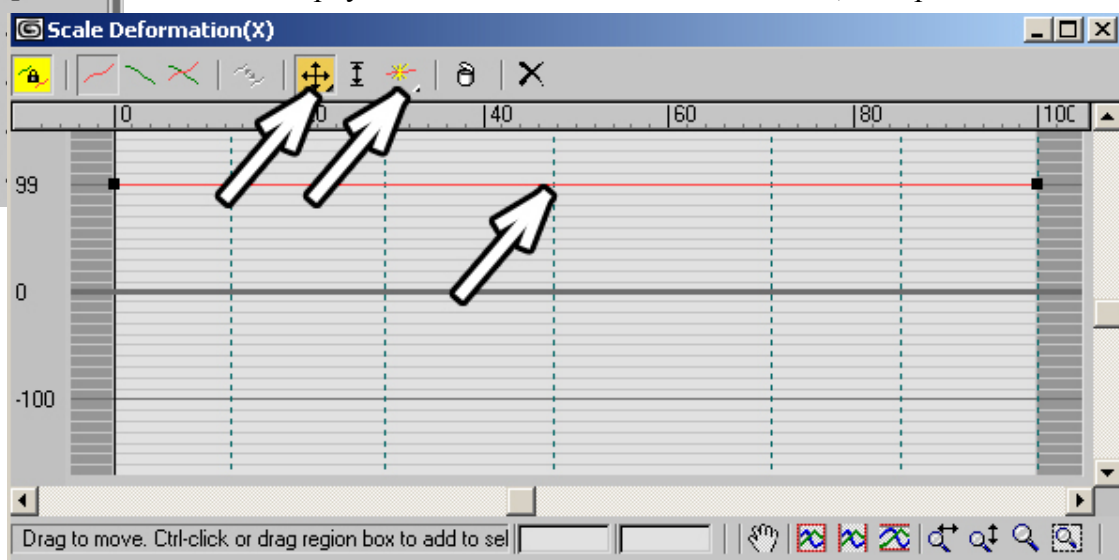 Scale Deformation(X)
0 40 60 80 100
99
0
-100
Drag to move. Ctrl-click or drag region box to add to sel